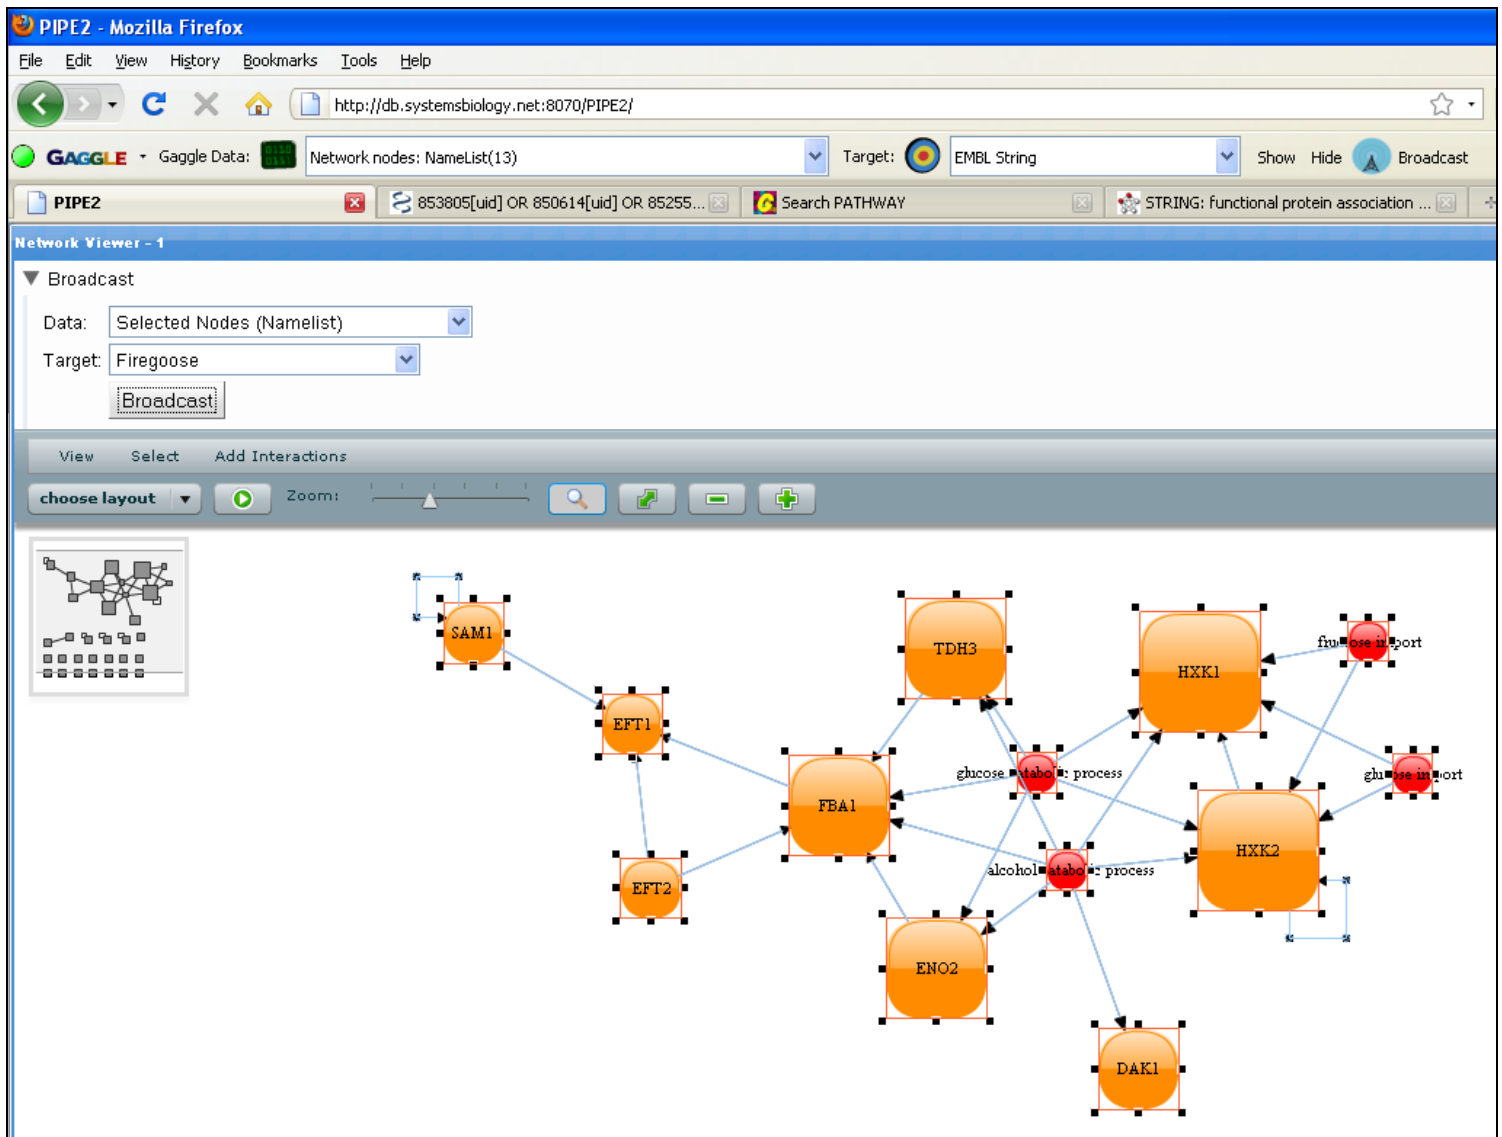 PIPE2 - Mozilla Firefox
File Edit View History Bookmarks Tools Help
http://db.systemsbiology.net:8070/PIPE2/
GAGGLE Gaggle Data: Network nodes: NameList(13) Target: EMBL String Show Hide Broadcast
PIPE2 853805[uid] OR 850614[uid] OR 85255... Search PATHWAY STRING: functional protein association ...
Network Viewer - 1
Broadcast
Data: Selected Nodes (Namelist)
Target: Firegoose
Broadcast
View Select Add Interactions
choose layout Zoom:
SAM1
TDH3
HXK1
EFT1
FBA1
process
HXK2
EFT2
alcohol process
ENO2
DAK1
glucose